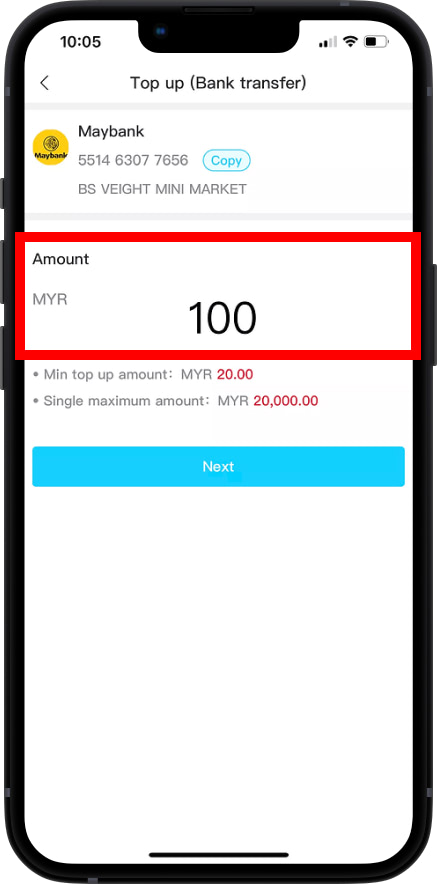 10:05
Top up (Bank transfer)
Maybank
Maybank
5514 6307 7656 Copy
BS VEIGHT MINI MARKET
Amount
MYR
100
• Min top up amount: MYR 20.00
• Single maximum amount: MYR 20,000.00
Next